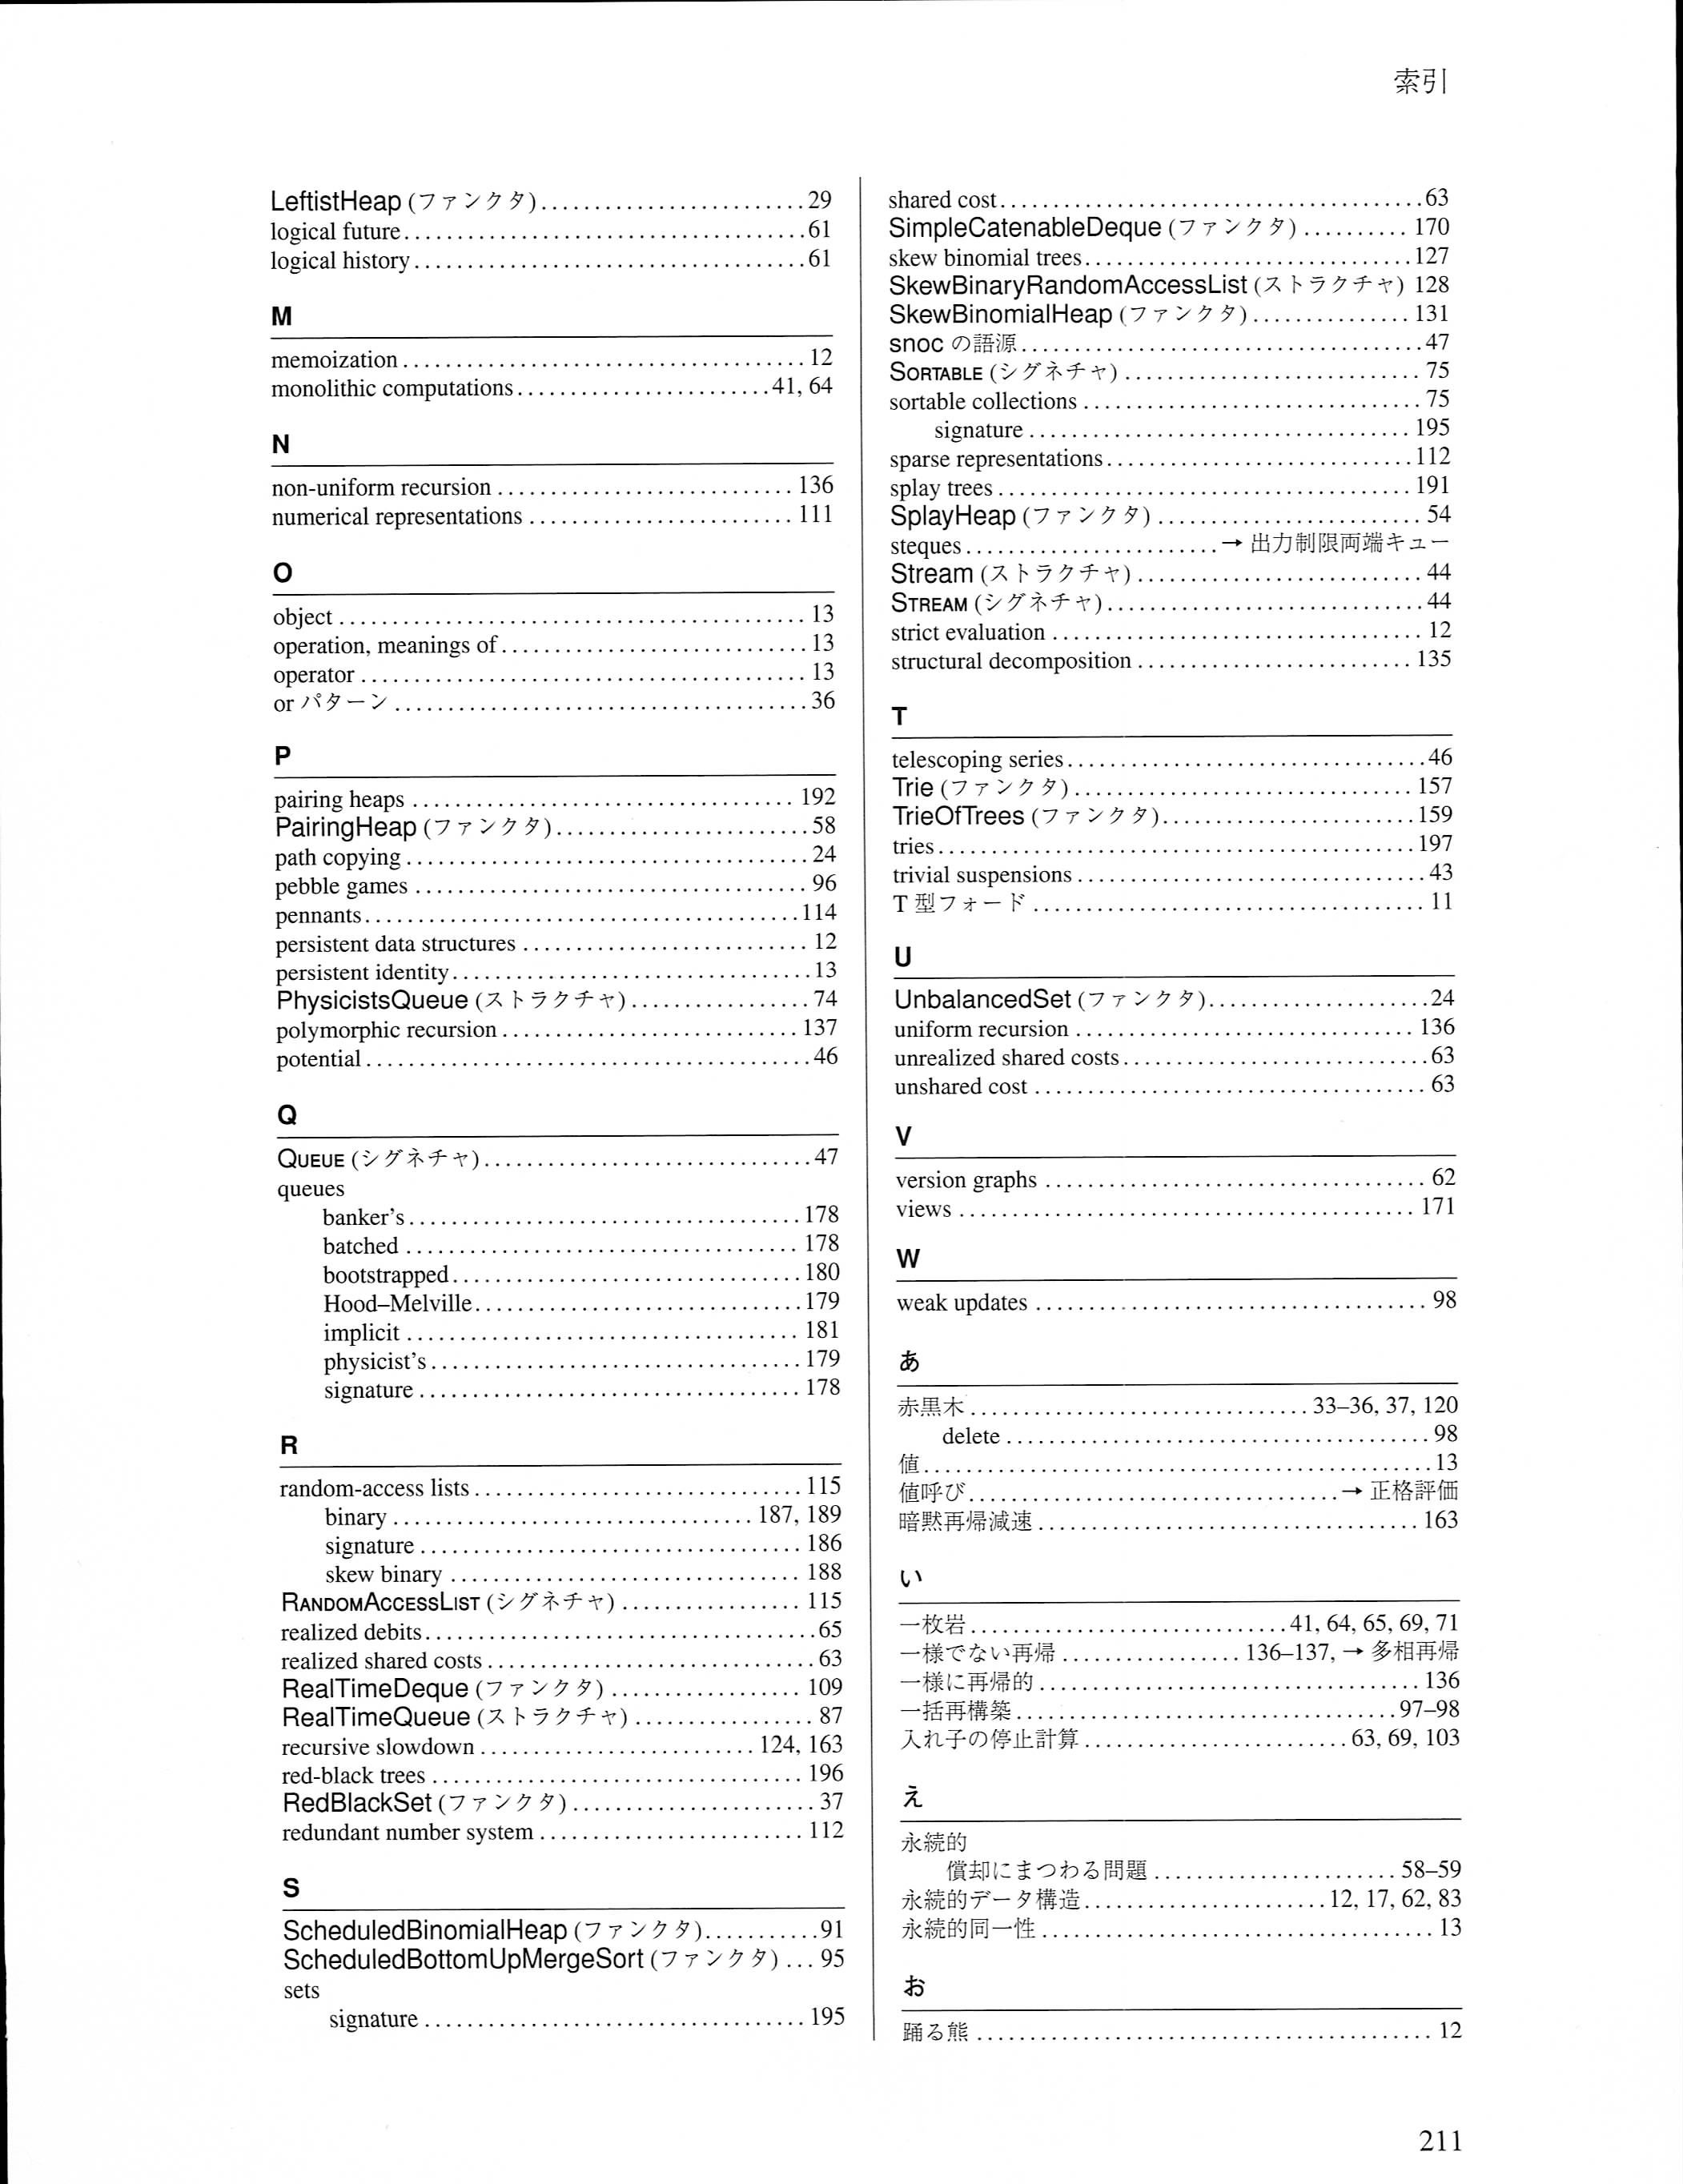 索引
LeftistHeap (ファンクタ)..........................29
logical future........................................61
logical history.......................................61
M
memoization........................................12
monolithic computations.........................41, 64
N
non-uniform recursion.............................136
numerical representations..........................111
O
object..............................................13
operation, meanings of..............................13
operator............................................13
or パターン..........................................36
P
pairing heaps......................................192
PairingHeap (ファンクタ).............................58
path copying........................................24
pebble games........................................96
pennants...........................................114
persistent data structures..........................12
persistent identity.................................13
PhysicistsQueue (ストラクチャ)........................74
polymorphic recursion..............................137
potential...........................................46
Q
QUEUE (シグネチャ)...................................47
queues
banker's...........................................178
batched............................................178
bootstrapped.......................................180
Hood–Melville......................................179
implicit...........................................181
physicist's........................................179
signature..........................................178
R
random-access lists................................115
binary........................................187, 189
signature..........................................186
skew binary........................................188
RANDOMACCESSLIST (シグネチャ).......................115
realized debits.....................................65
realized shared costs...............................63
RealTimeDeque (ファンクタ)..........................109
RealTimeQueue (ストラクチャ)..........................87
recursive slowdown............................124, 163
red-black trees....................................196
RedBlackSet (ファンクタ).............................37
redundant number system............................112
S
ScheduledBinomialHeap (ファンクタ)...........91
ScheduledBottomUpMergeSort (ファンクタ)... 95
sets
signature..........................................195
shared cost.........................................63
SimpleCatenableDeque (ファンクタ).......... 170
skew binomial trees................................127
SkewBinaryRandomAccessList (ストラクチャ) 128
SkewBinomialHeap (ファンクタ)............... 131
snoc の語源..........................................47
SORTABLE (シグネチャ)................................75
sortable collections................................75
signature..........................................195
sparse representations.............................112
splay trees........................................191
SplayHeap (ファンクタ)...............................54
steques........................→ 出力制限両端キュー
Stream (ストラクチャ)................................44
STREAM (シグネチャ)..................................44
strict evaluation...................................12
structural decomposition...........................135
T
telescoping series..................................46
Trie (ファンクタ)...................................157
TrieOfTrees (ファンクタ)............................159
tries..............................................197
trivial suspensions.................................43
T 型フォード.........................................11
U
UnbalancedSet (ファンクタ)...........................24
uniform recursion..................................136
unrealized shared costs.............................63
unshared cost.......................................63
V
version graphs......................................62
views..............................................171
W
weak updates........................................98
あ
赤黒木................................33–36, 37, 120
delete..............................................98
値..................................................13
値呼び...................................→ 正格評価
暗黙再帰減速........................................163
い
一枚岩..............................41, 64, 65, 69, 71
一様でない再帰.................136–137, → 多相再帰
一様に再帰的........................................136
一括再構築........................................97–98
入れ子の停止計算.........................63, 69, 103
え
永続的
償却にまつわる問題.......................58–59
永続的データ構造.......................12, 17, 62, 83
永続的同一性.........................................13
お
踊る熊..............................................12
211